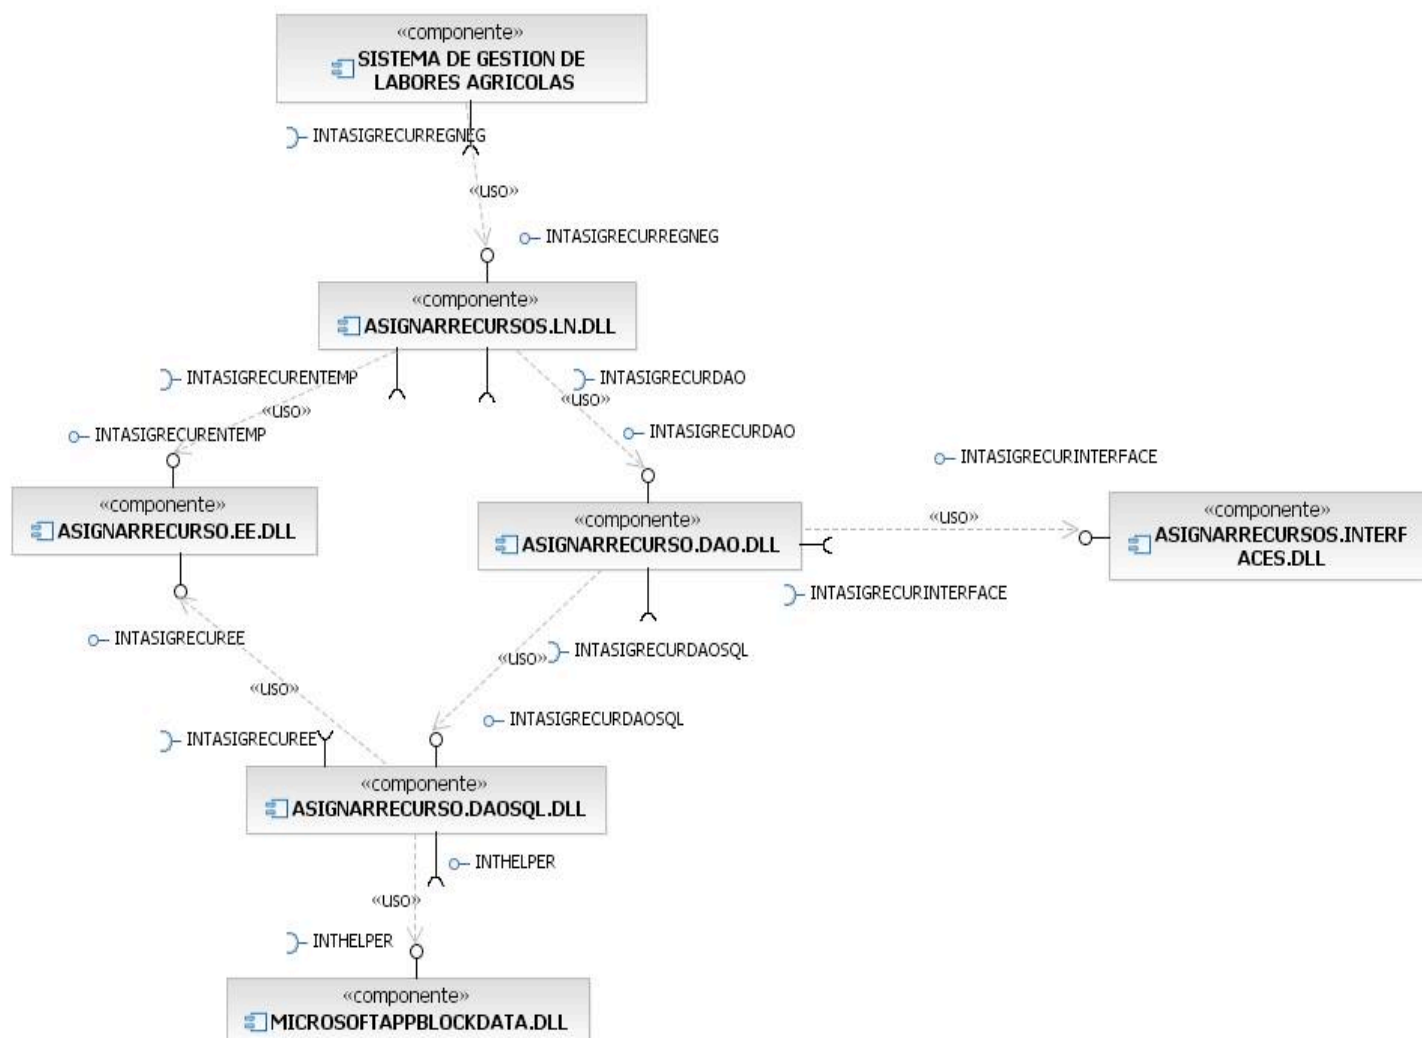 «componente»
SISTEMA DE GESTION DE
LABORES AGRICOLAS
INTASIGRECURREGNEG
«uso»
INTASIGRECURREGNEG
«componente»
ASIGNARRECURSOS.LN.DLL
INTASIGRECURENTEMP
INTASIGRECURDAO
«uso»
«uso»
INTASIGRECURENTEMP
INTASIGRECURDAO
INTASIGRECURINTERFACE
«componente»
ASIGNARRECURSO.EE.DLL
«componente»
ASIGNARRECURSO.DAO.DLL
«uso»
«componente»
ASIGNARRECURSOS.INTERF
ACES.DLL
INTASIGRECURINTERFACE
INTASIGRECUREE
INTASIGRECURDAOSQL
«uso»
«uso»
INTASIGRECURDAOSQL
INTASIGRECUREE
«componente»
ASIGNARRECURSO.DAOSQL.DLL
INTHELPER
«uso»
INTHELPER
«componente»
MICROSOFTAPPBLOCKDATA.DLL